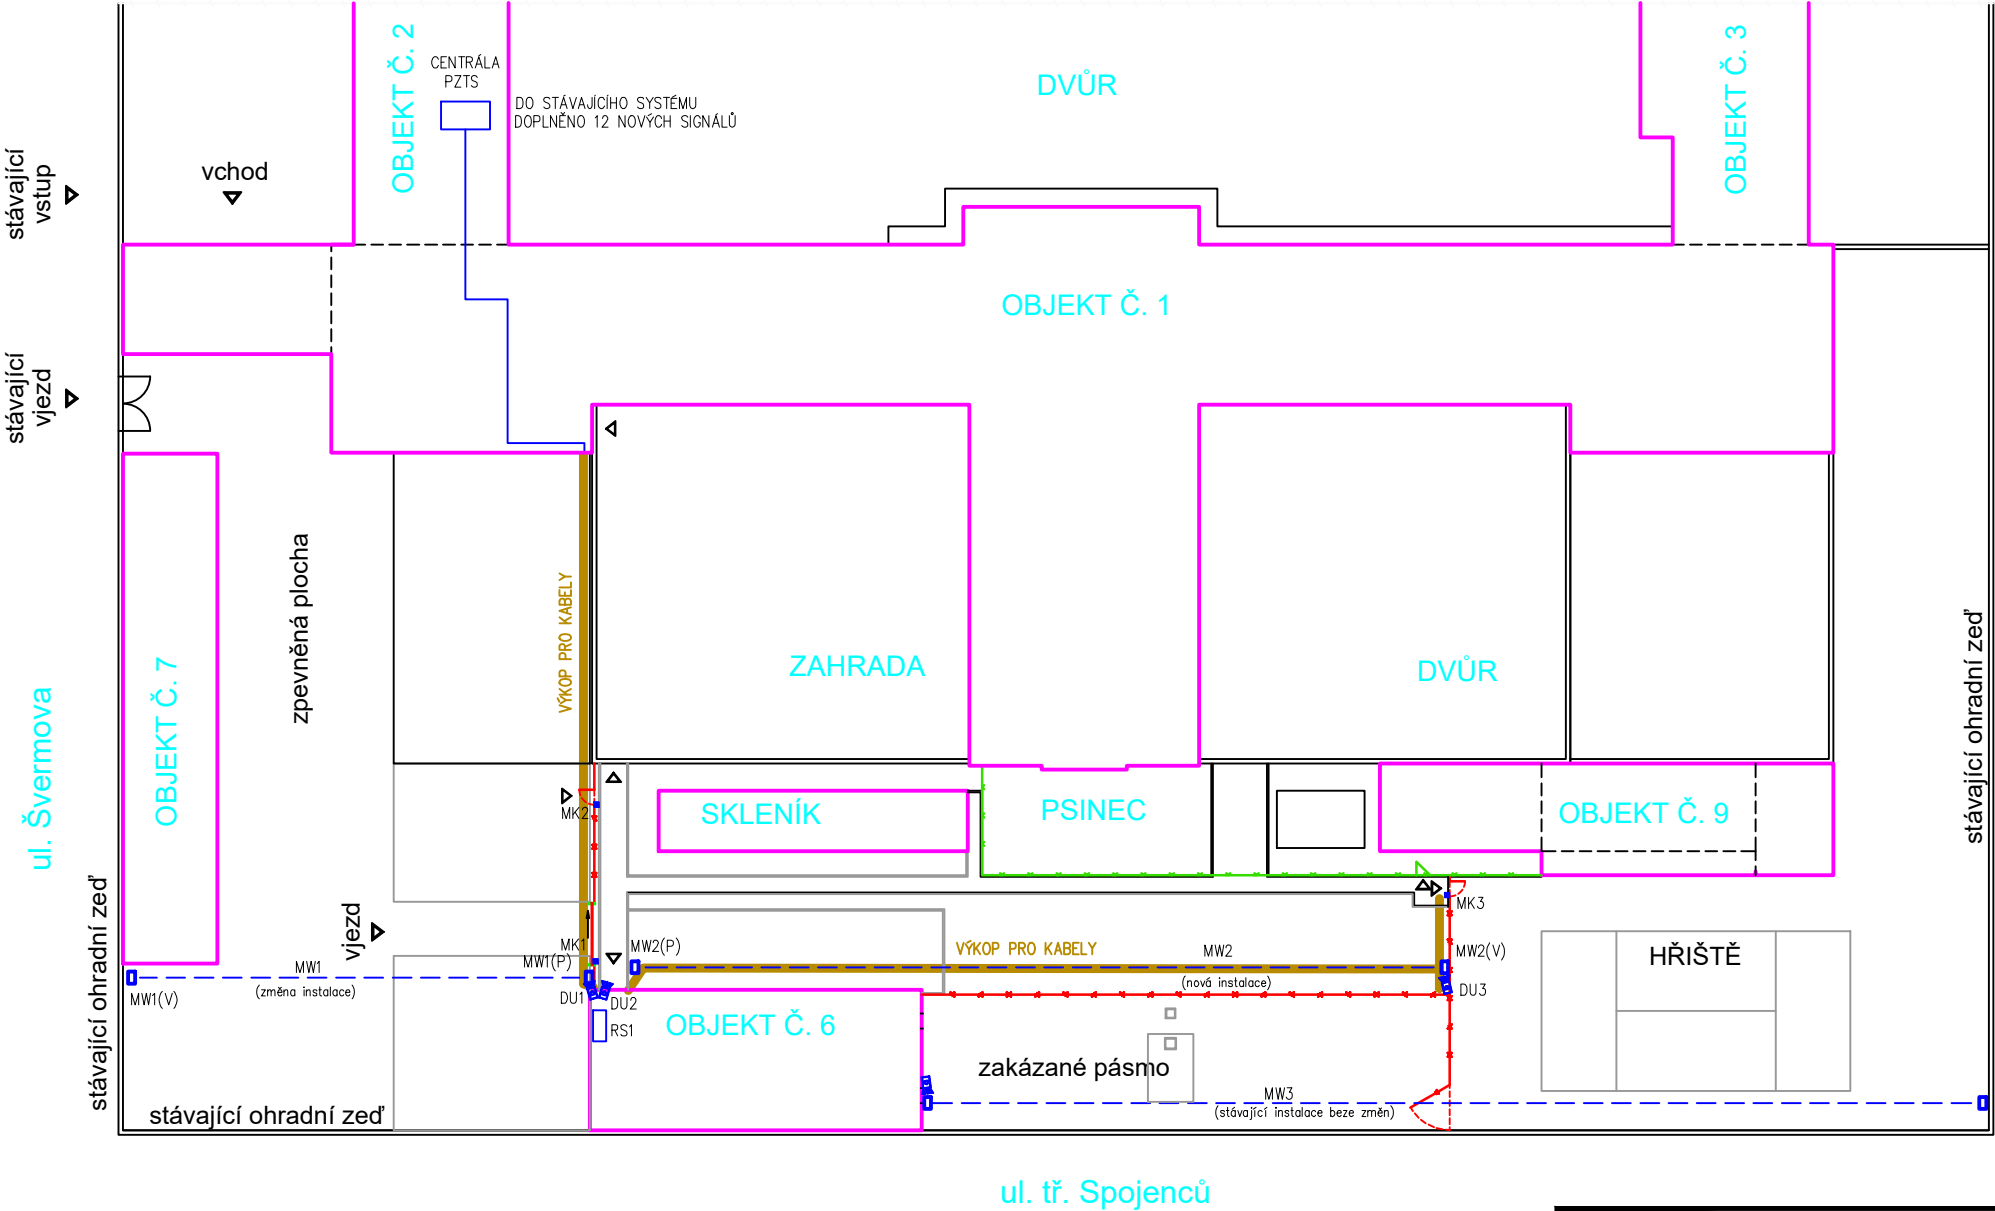 OBJEKT Č. 2
CENTRÁLA
PZTS
DO STÁVAJÍCÍHO SYSTÉMU
DOPLNĚNO 12 NOVÝCH SIGNÁLŮ
DVŮR
OBJEKT Č. 3
stávající
vstup
vchod
OBJEKT Č. 1
stávající
vjezd
zpevněná plocha
VÝKOP PRO KABELY
ZAHRADA
DVŮR
OBJEKT Č. 7
ul. Švermova
stávající ohradní zeď
SKLENÍK
PSINEC
OBJEKT Č. 9
MK2
MK3
vjezd
stávající ohradní zeď
MK1
MW1(P)
MW2(P)
VÝKOP PRO KABELY
MW2
(nová instalace)
MW2(V)
HŘIŠTĚ
MW1
(změna instalace)
MW1(V)
DU1
DU2
DU3
RS1
OBJEKT Č. 6
zakázané pásmo
MW3
(stávající instalace beze změn)
stávající ohradní zeď
ul. tř. Spojenců